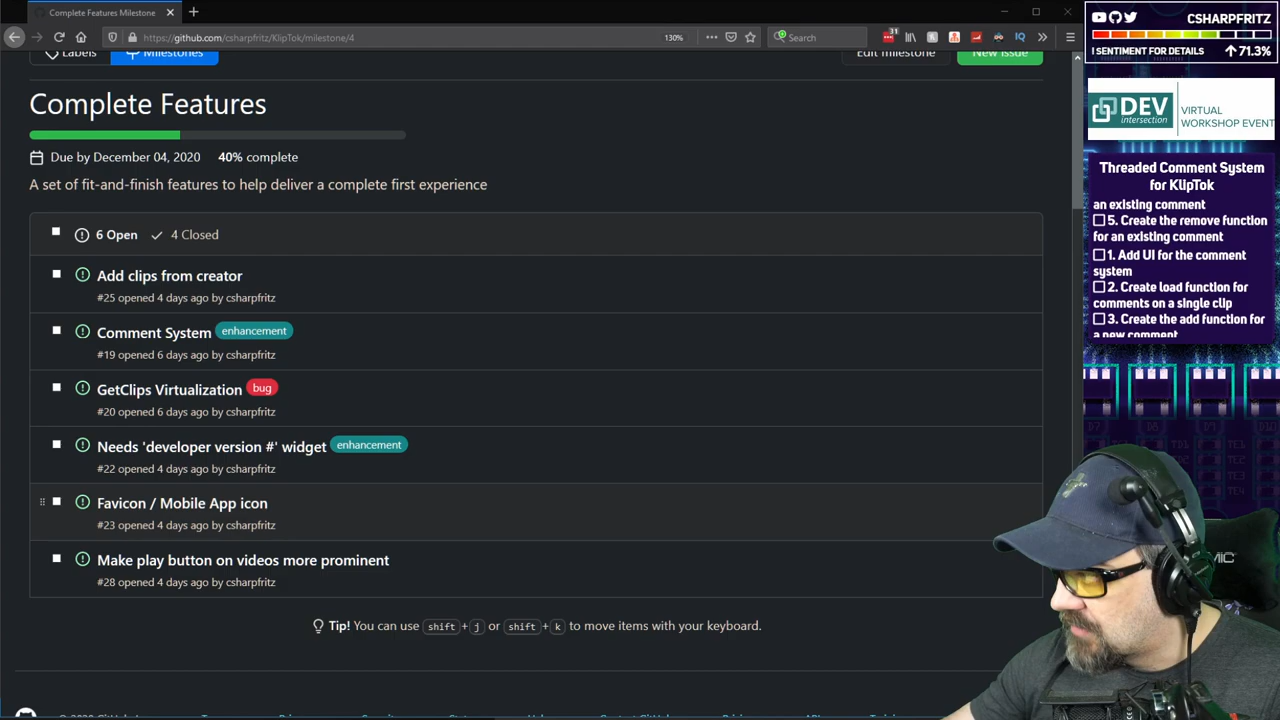 Complete Features Milestone
https://github.com/csharpfritz/KlipTok/milestone/4
130%
Search
31
Labels
Milestones
Edit milestone
New issue
Complete Features
Due by December 04, 2020 40% complete
A set of fit-and-finish features to help deliver a complete first experience
6 Open 4 Closed
Add clips from creator
#25 opened 4 days ago by csharpfritz
Comment System enhancement
#19 opened 6 days ago by csharpfritz
GetClips Virtualization bug
#20 opened 6 days ago by csharpfritz
Needs 'developer version #' widget enhancement
#22 opened 4 days ago by csharpfritz
Favicon / Mobile App icon
#23 opened 4 days ago by csharpfritz
Make play button on videos more prominent
#28 opened 4 days ago by csharpfritz
Tip! You can use shift + j or shift + k to move items with your keyboard.
CSHARPFRITZ
! SENTIMENT FOR DETAILS 71.3%
DEV
intersection
VIRTUAL
WORKSHOP EVENT
Threaded Comment System
for KlipTok
an existing comment
5. Create the remove function
for an existing comment
1. Add UI for the comment
system
2. Create load function for
comments on a single clip
3. Create the add function for
a new comment
D7 D8 D9 D10